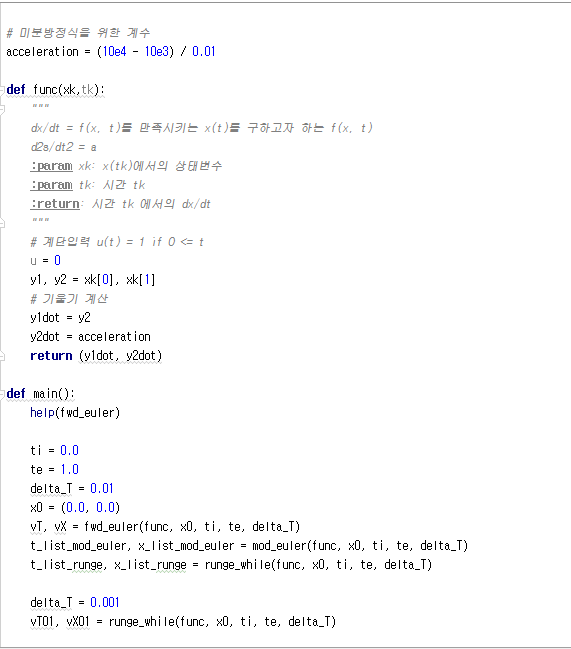 # 미분방정식을 위한 계수
acceleration = (10e4 - 10e3) / 0.01
def func(xk,tk):
"""
dx/dt = f(x, t)를 만족시키는 x(t)를 구하고자 하는 f(x, t)
d2s/dt2 = a
:param xk: x(tk)에서의 상태변수
:param tk: 시간 tk
:return: 시간 tk 에서의 dx/dt
"""
# 계단입력 u(t) = 1 if 0 <= t
u = 0
y1, y2 = xk[0], xk[1]
# 기울기 계산
y1dot = y2
y2dot = acceleration
return (y1dot, y2dot)
def main():
help(fwd_euler)
ti = 0.0
te = 1.0
delta_T = 0.01
x0 = (0.0, 0.0)
vT, vX = fwd_euler(func, x0, ti, te, delta_T)
t_list_mod_euler, x_list_mod_euler = mod_euler(func, x0, ti, te, delta_T)
t_list_runge, x_list_runge = runge_while(func, x0, ti, te, delta_T)
delta_T = 0.001
vT01, vX01 = runge_while(func, x0, ti, te, delta_T)